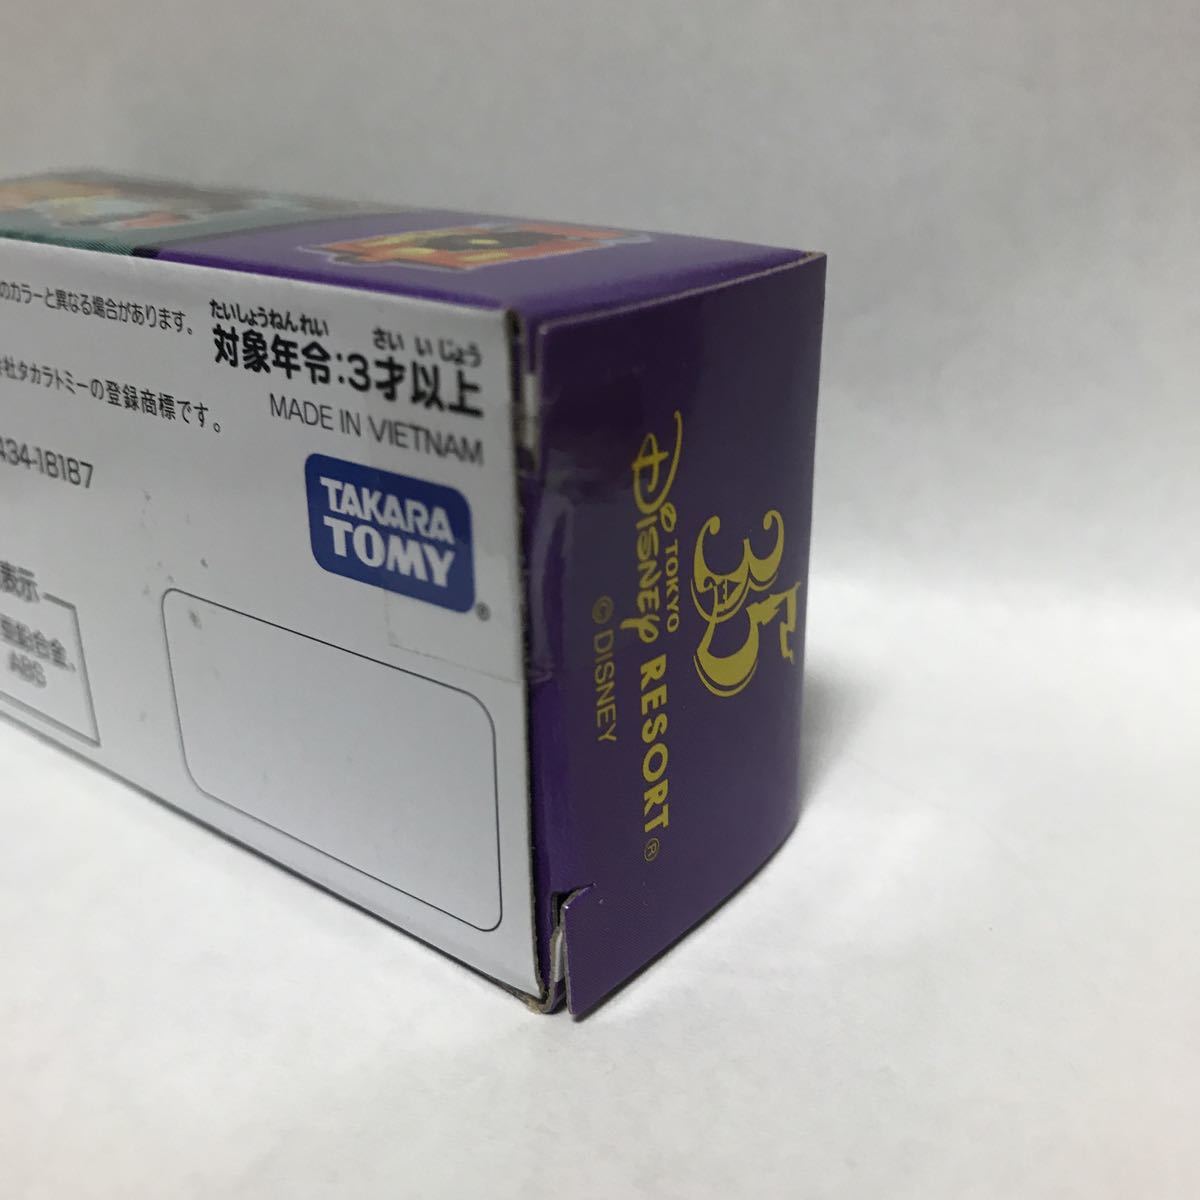 のカラーと異なる場合があります。
たいしょうねんれい さい いじょう
対象年令:3才以上
社タカラトミーの登録商標です。
MADE IN VIETNAM
434-18187
TAKARA
TOMY®
表示
亜鉛合金、
ABS
35
TOKYO
Disney RESORT®
© DISNEY